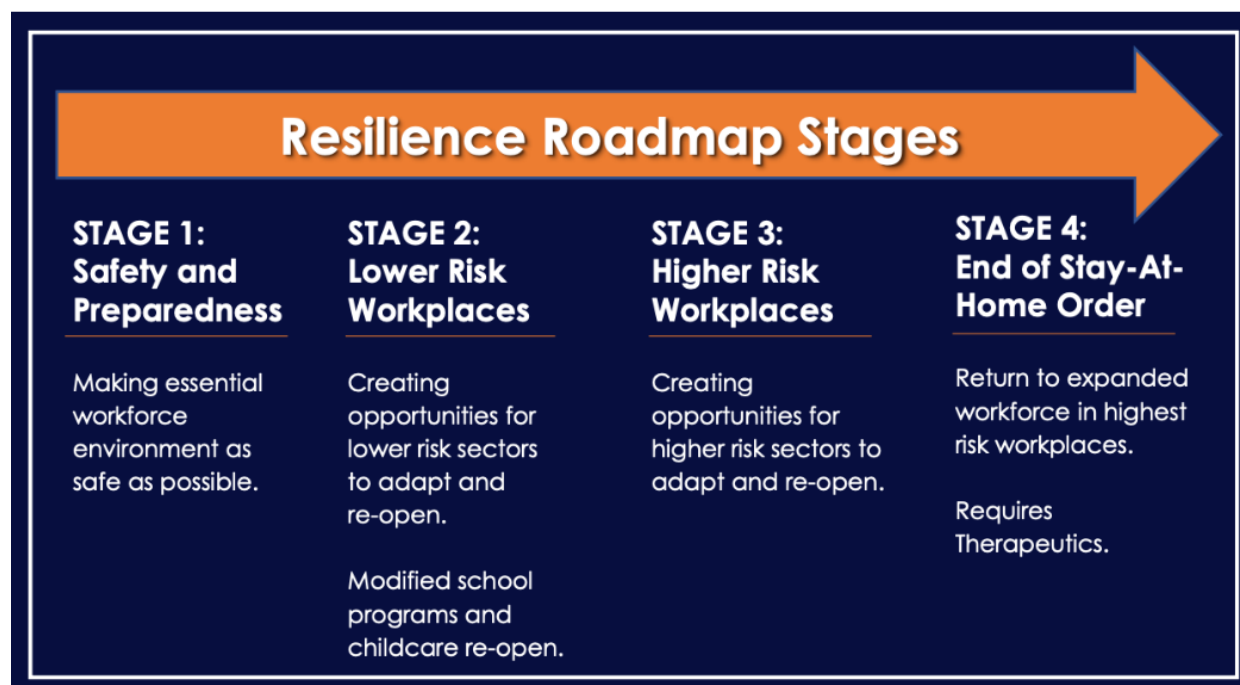 Resilience Roadmap Stages
STAGE 1:
Safety and
Preparedness
Making essential
workforce
environment as
safe as possible.
STAGE 2:
Lower Risk
Workplaces
Creating
opportunities for
lower risk sectors
to adapt and
re-open.
Modified school
programs and
childcare re-open.
STAGE 3:
Higher Risk
Workplaces
Creating
opportunities for
higher risk sectors to
adapt and re-open.
STAGE 4:
End of Stay-At-
Home Order
Return to expanded
workforce in highest
risk workplaces.
Requires
Therapeutics.